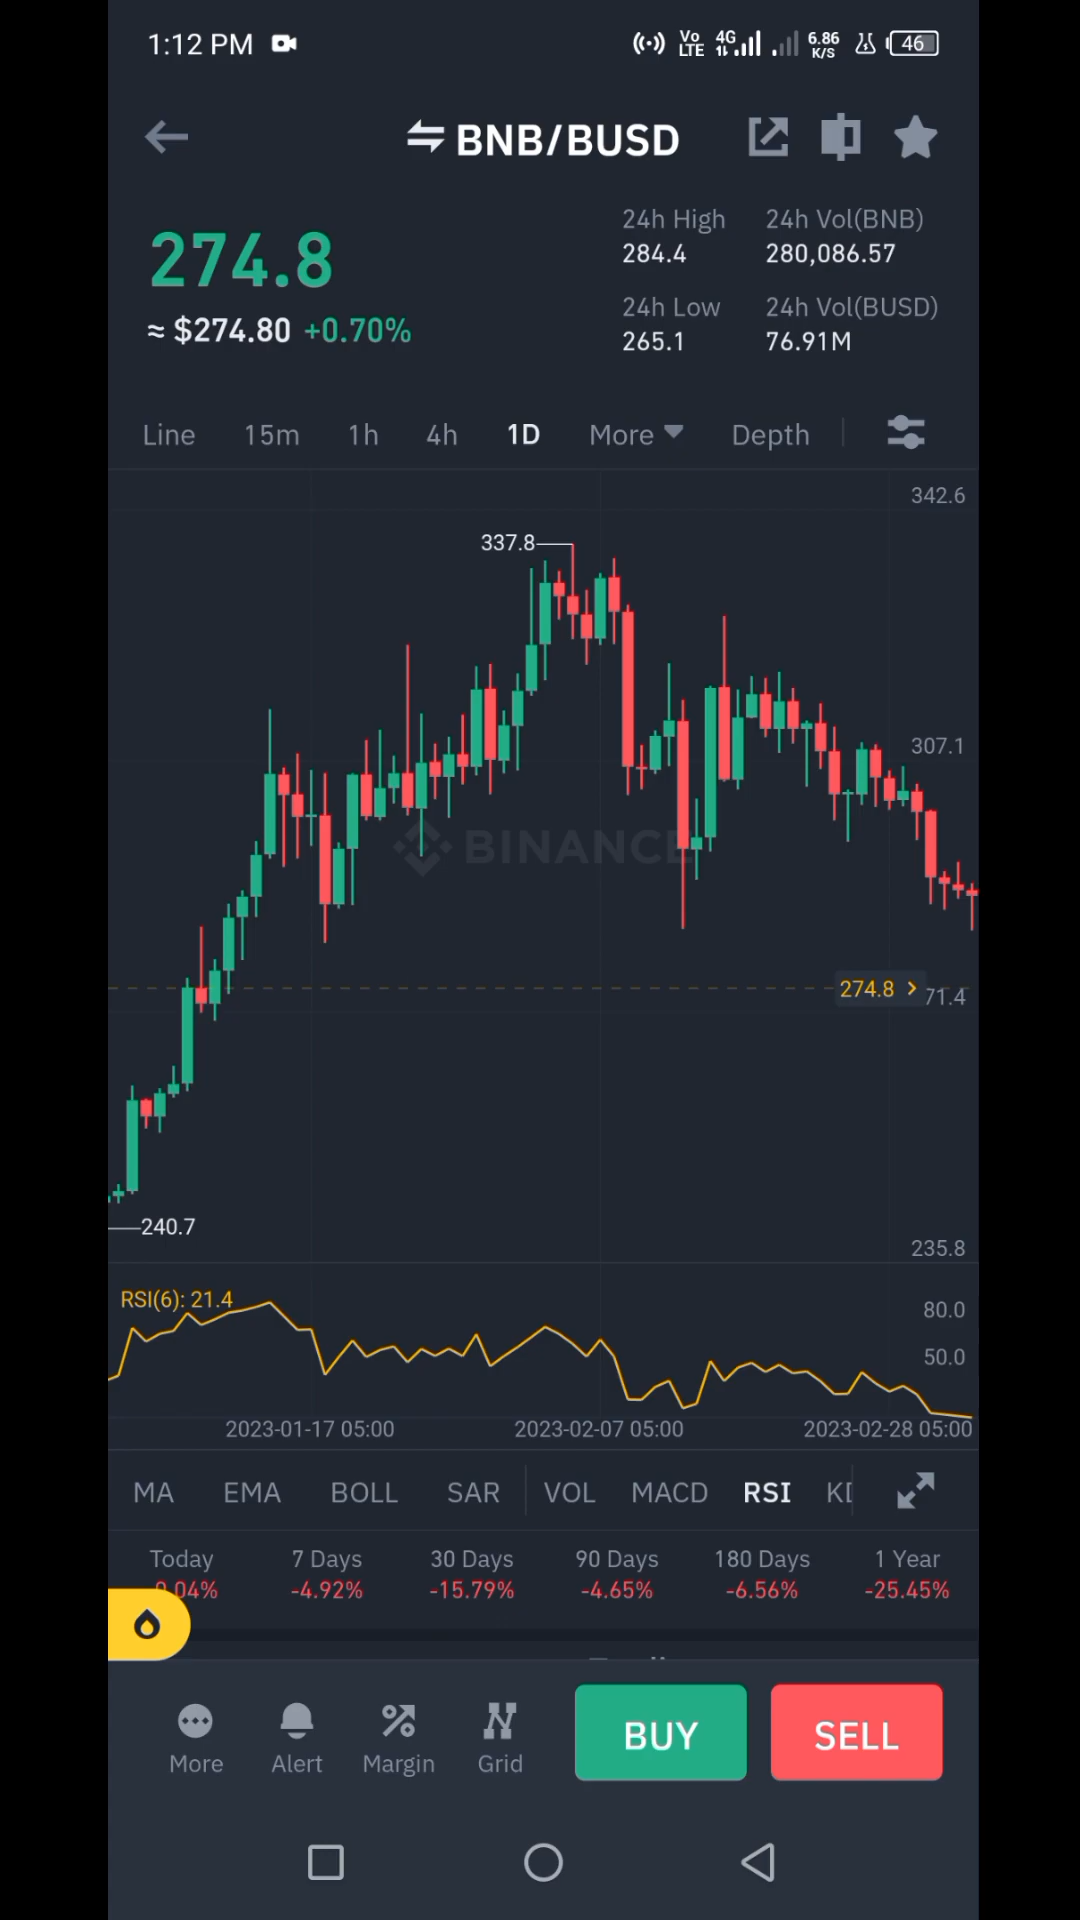 1:12 PM Vo LTE 4G 6.86 K/S 46
BNB/BUSD
274.8
≈ $274.80 +0.70%
24h High 24h Vol(BNB)
284.4 280,086.57
24h Low 24h Vol(BUSD)
265.1 76.91M
Line 15m 1h 4h 1D More Depth
342.6
337.8
307.1
BINANCE
274.8 71.4
240.7
235.8
RSI(6): 21.4
80.0
50.0
2023-01-17 05:00 2023-02-07 05:00 2023-02-28 05:00
MA EMA BOLL SAR VOL MACD RSI
Today 7 Days 30 Days 90 Days 180 Days 1 Year
-4.92% -15.79% -4.65% -6.56% -25.45%
More Alert Margin Grid BUY SELL